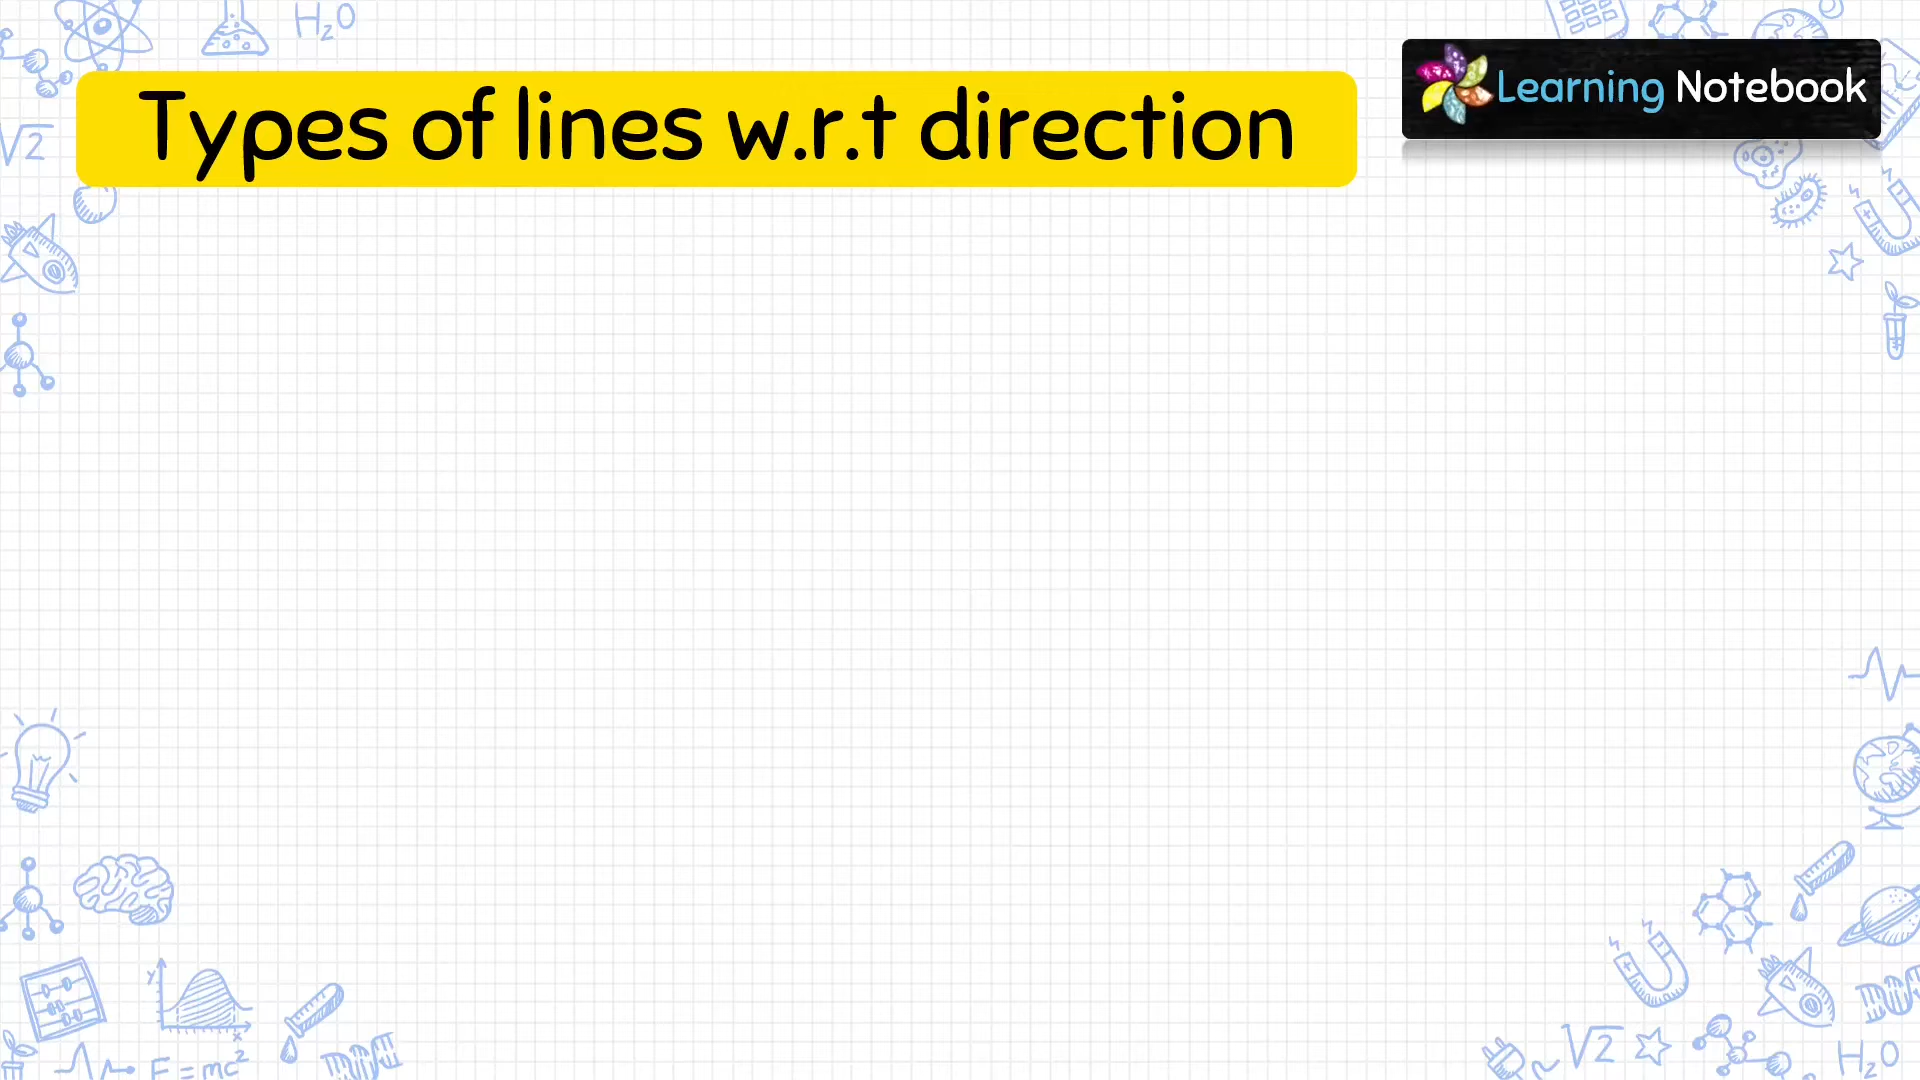 H₂O
Types of lines w.r.t direction
Learning Notebook
√2
y
x
F=mc²
√2
H₂O